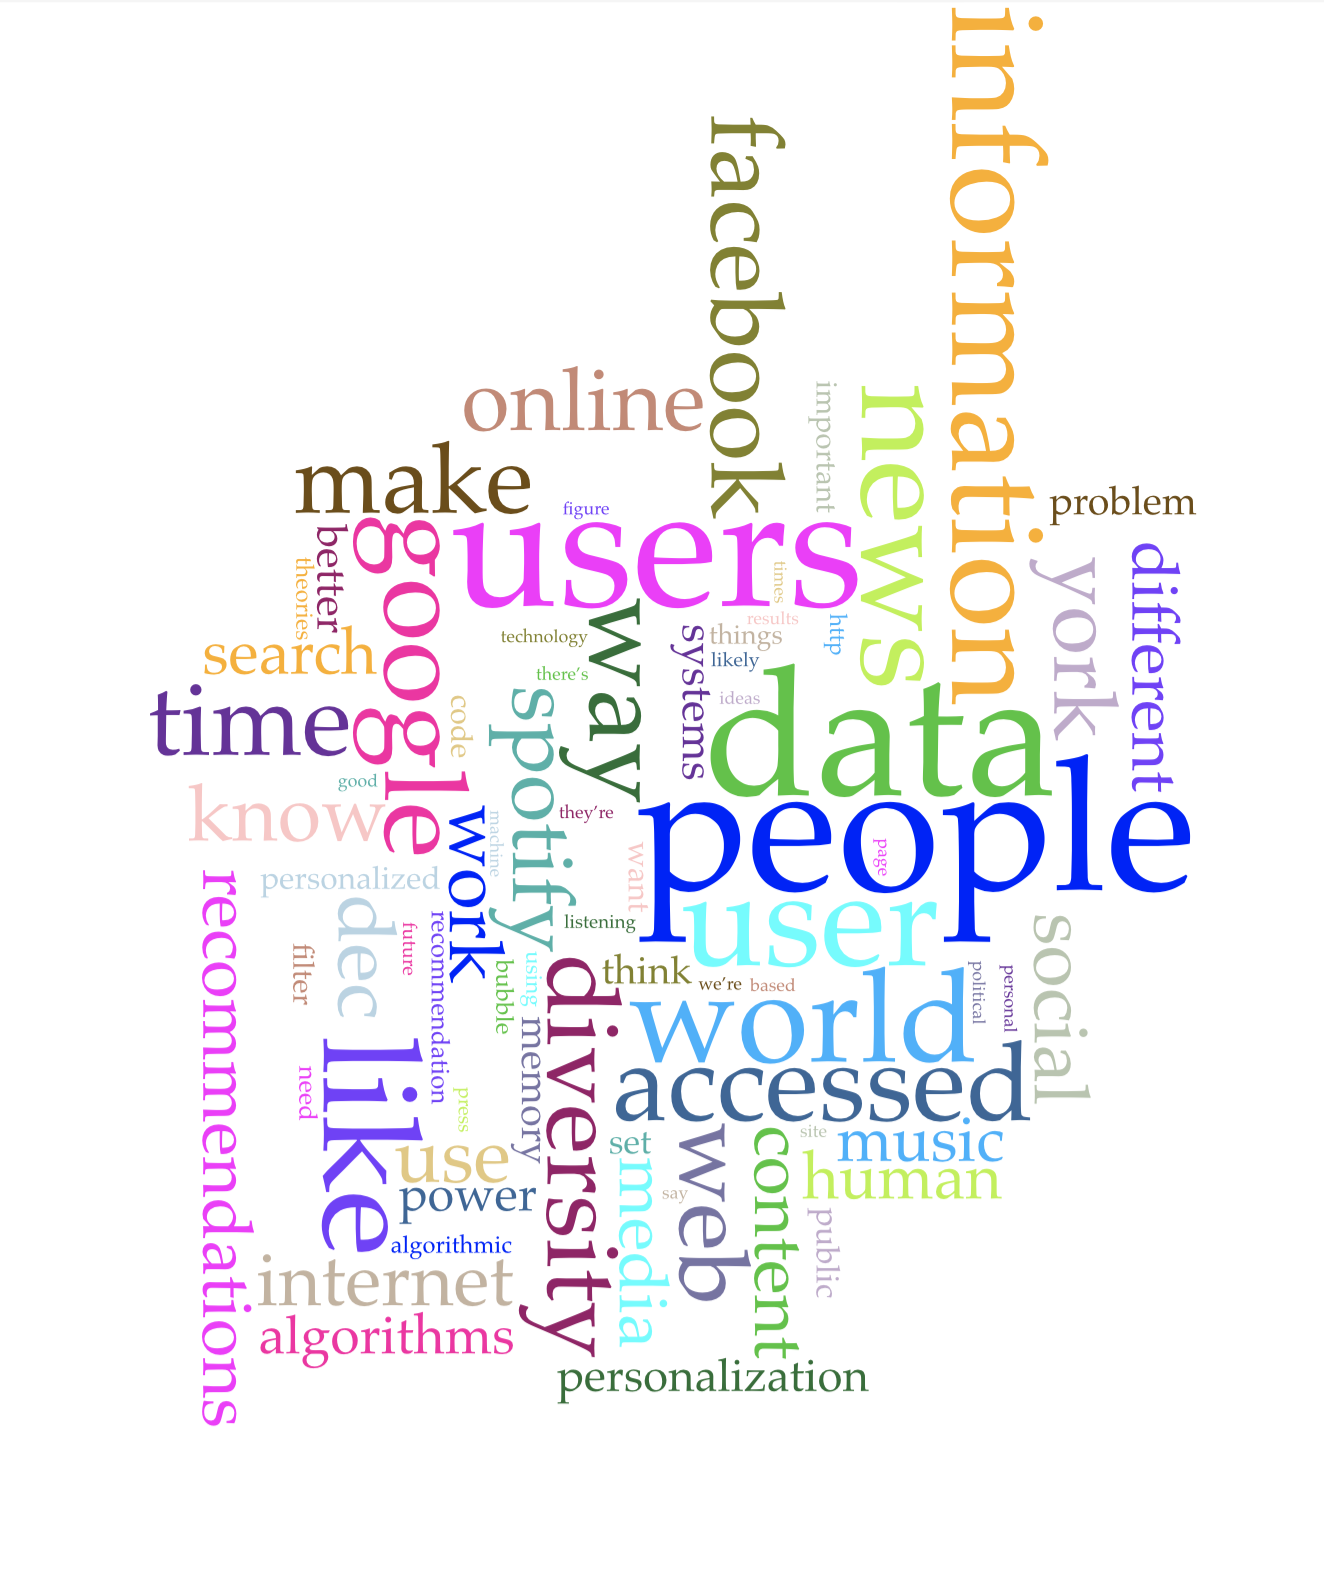 information
facebook
online
important
news
make
problem
figure
users
google
better
different
york
theories
times
way
results
http
systems
things
technology
search
likely
there's
data
time
spotify
ideas
code
people
good
know
work
they're
machine
page
want
personalized
recommendations
user
dec
listening
recommendation
social
future
filter
using
diversity
think
bubble
we're
based
political
personal
world
memory
like
accessed
need
press
web
content
site
music
set
use
human
media
power
say
public
algorithmic
internet
algorithms
personalization